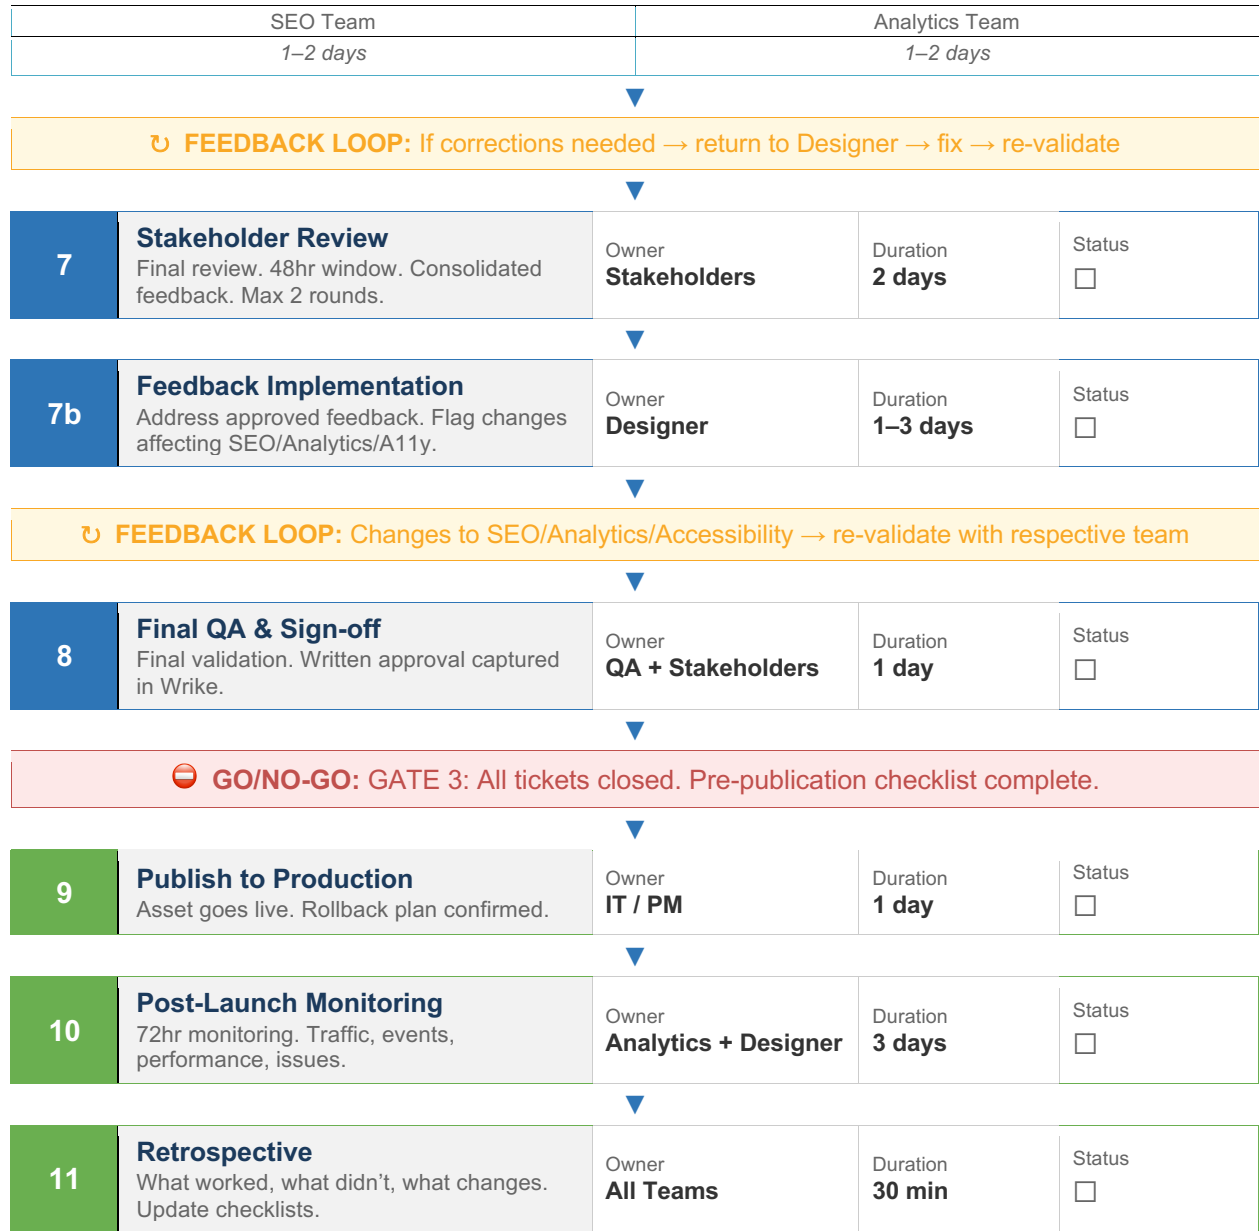 SEO Team
Analytics Team
1–2 days
1–2 days
▼
↻ FEEDBACK LOOP: If corrections needed → return to Designer → fix → re-validate
▼
7
Stakeholder Review
Final review. 48hr window. Consolidated
feedback. Max 2 rounds.
Owner
Stakeholders
Duration
2 days
Status
☐
▼
7b
Feedback Implementation
Address approved feedback. Flag changes
affecting SEO/Analytics/A11y.
Owner
Designer
Duration
1–3 days
Status
☐
▼
↻ FEEDBACK LOOP: Changes to SEO/Analytics/Accessibility → re-validate with respective team
▼
8
Final QA & Sign-off
Final validation. Written approval captured
in Wrike.
Owner
QA + Stakeholders
Duration
1 day
Status
☐
▼
⛔ GO/NO-GO: GATE 3: All tickets closed. Pre-publication checklist complete.
▼
9
Publish to Production
Asset goes live. Rollback plan confirmed.
Owner
IT / PM
Duration
1 day
Status
☐
▼
10
Post-Launch Monitoring
72hr monitoring. Traffic, events,
performance, issues.
Owner
Analytics + Designer
Duration
3 days
Status
☐
▼
11
Retrospective
What worked, what didn’t, what changes.
Update checklists.
Owner
All Teams
Duration
30 min
Status
☐